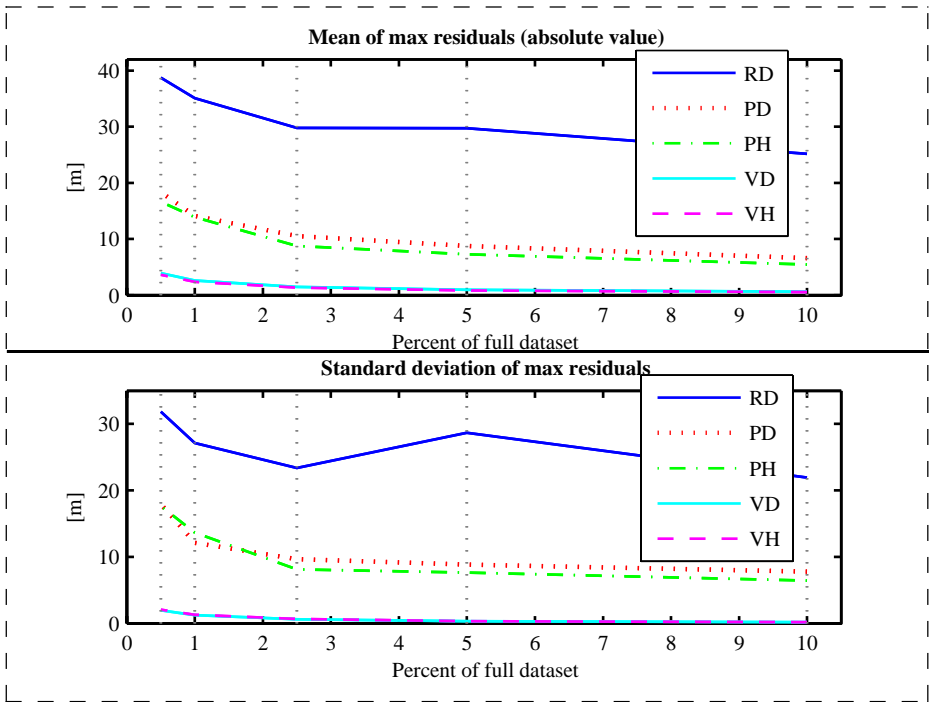 Mean of max residuals (absolute value)
40
30
20
10
0
[m]
0 1 2 3 4 5 6 7 8 9 10
Percent of full dataset
RD
PD
PH
VD
VH
Standard deviation of max residuals
30
20
10
0
[m]
0 1 2 3 4 5 6 7 8 9 10
Percent of full dataset
RD
PD
PH
VD
VH